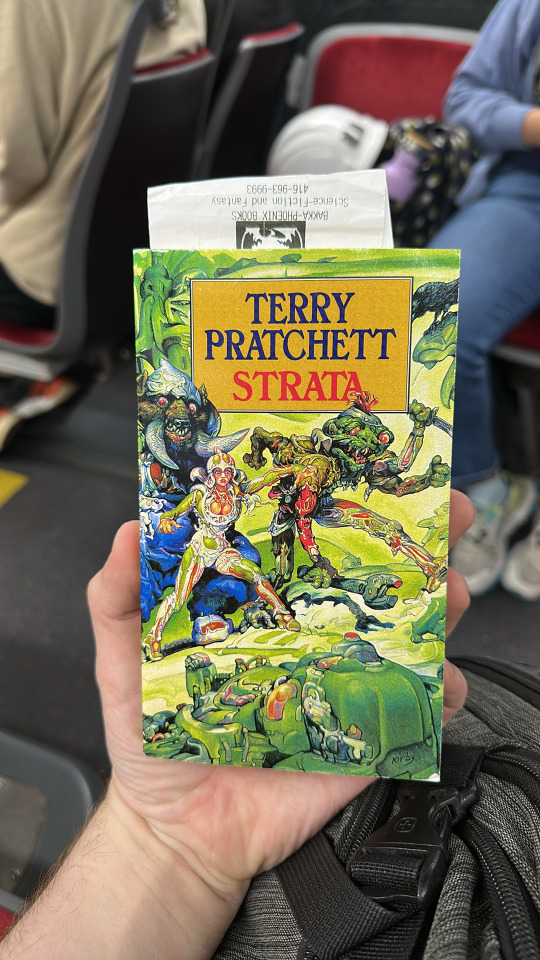 416-963-9993
Science-Fiction and Fantasy
BAKKA-PHOENIX BOOKS
TERRY
PRATCHETT
STRATA
Kirby